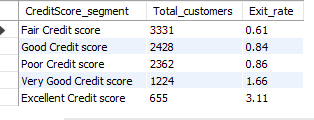 CreditScore_segment Total_customers Exit_rate
Fair Credit score 3331 0.61
Good Credit score 2428 0.84
Poor Credit score 2362 0.86
Very Good Credit score 1224 1.66
Excellent Credit score 655 3.11